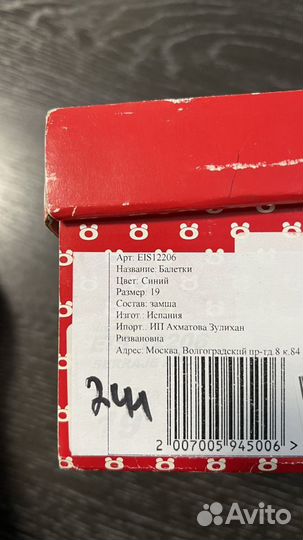 Арт: EIS12206
Название: Балетки
Цвет: Синий
Размер: 19
Состав: замша
Изгот.: Испания
Ипорт.: ИП Ахматова Зулихан
Ризвановна
Адрес: Москва, Волгоградский пр-тд.8 к.84
2 007005 945006 >
Avito